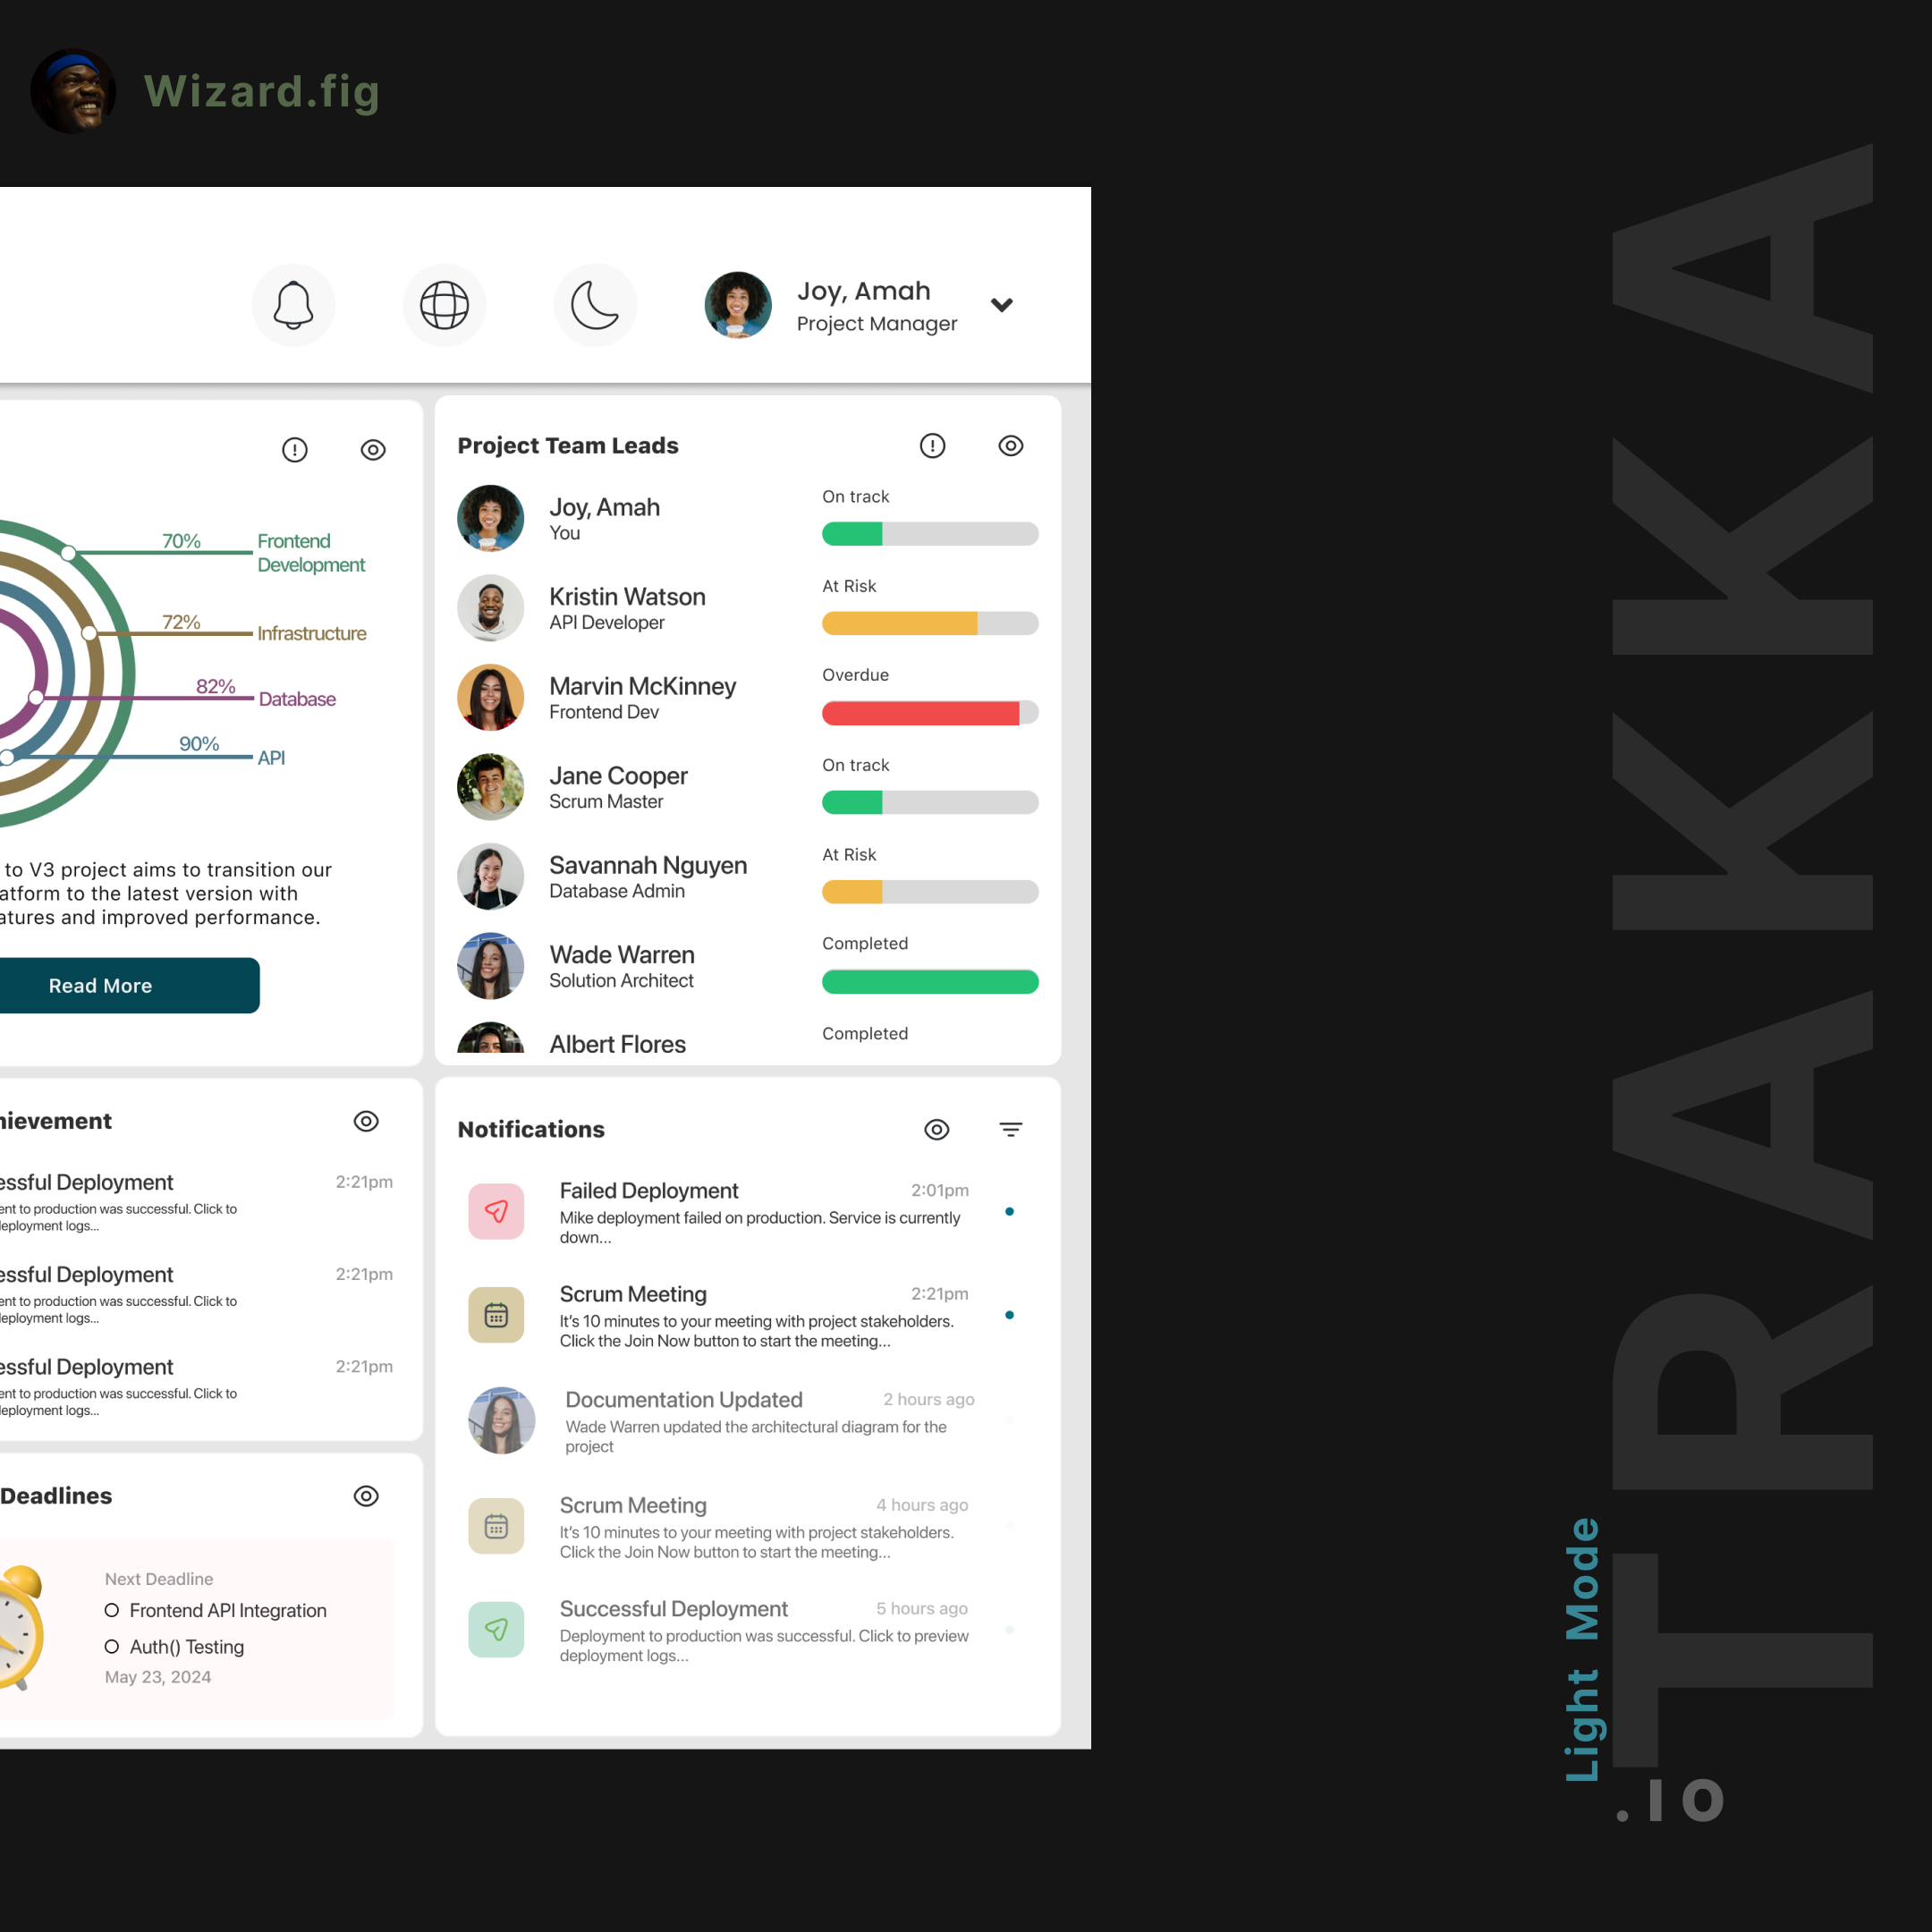 Wizard.fig
Joy, Amah
Project Manager
70%
Frontend
Development
72%
Infrastructure
82%
Database
90%
API
to V3 project aims to transition our
atform to the latest version with
atures and improved performance.
Read More
Project Team Leads
Joy, Amah
You
On track
Kristin Watson
API Developer
At Risk
Marvin McKinney
Frontend Dev
Overdue
Jane Cooper
Scrum Master
On track
Savannah Nguyen
Database Admin
At Risk
Wade Warren
Solution Architect
Completed
Albert Flores
Completed
hievement
essful Deployment
2:21pm
ent to production was successful. Click to
deployment logs...
essful Deployment
2:21pm
ent to production was successful. Click to
deployment logs...
essful Deployment
2:21pm
ent to production was successful. Click to
deployment logs...
Deadlines
Next Deadline
Frontend API Integration
Auth() Testing
May 23, 2024
Notifications
Failed Deployment
2:01pm
Mike deployment failed on production. Service is currently
down...
Scrum Meeting
2:21pm
It's 10 minutes to your meeting with project stakeholders.
Click the Join Now button to start the meeting...
Documentation Updated
2 hours ago
Wade Warren updated the architectural diagram for the
project
Scrum Meeting
4 hours ago
It's 10 minutes to your meeting with project stakeholders.
Click the Join Now button to start the meeting...
Successful Deployment
5 hours ago
Deployment to production was successful. Click to preview
deployment logs...
Light Mode
TRAKKA
.IO